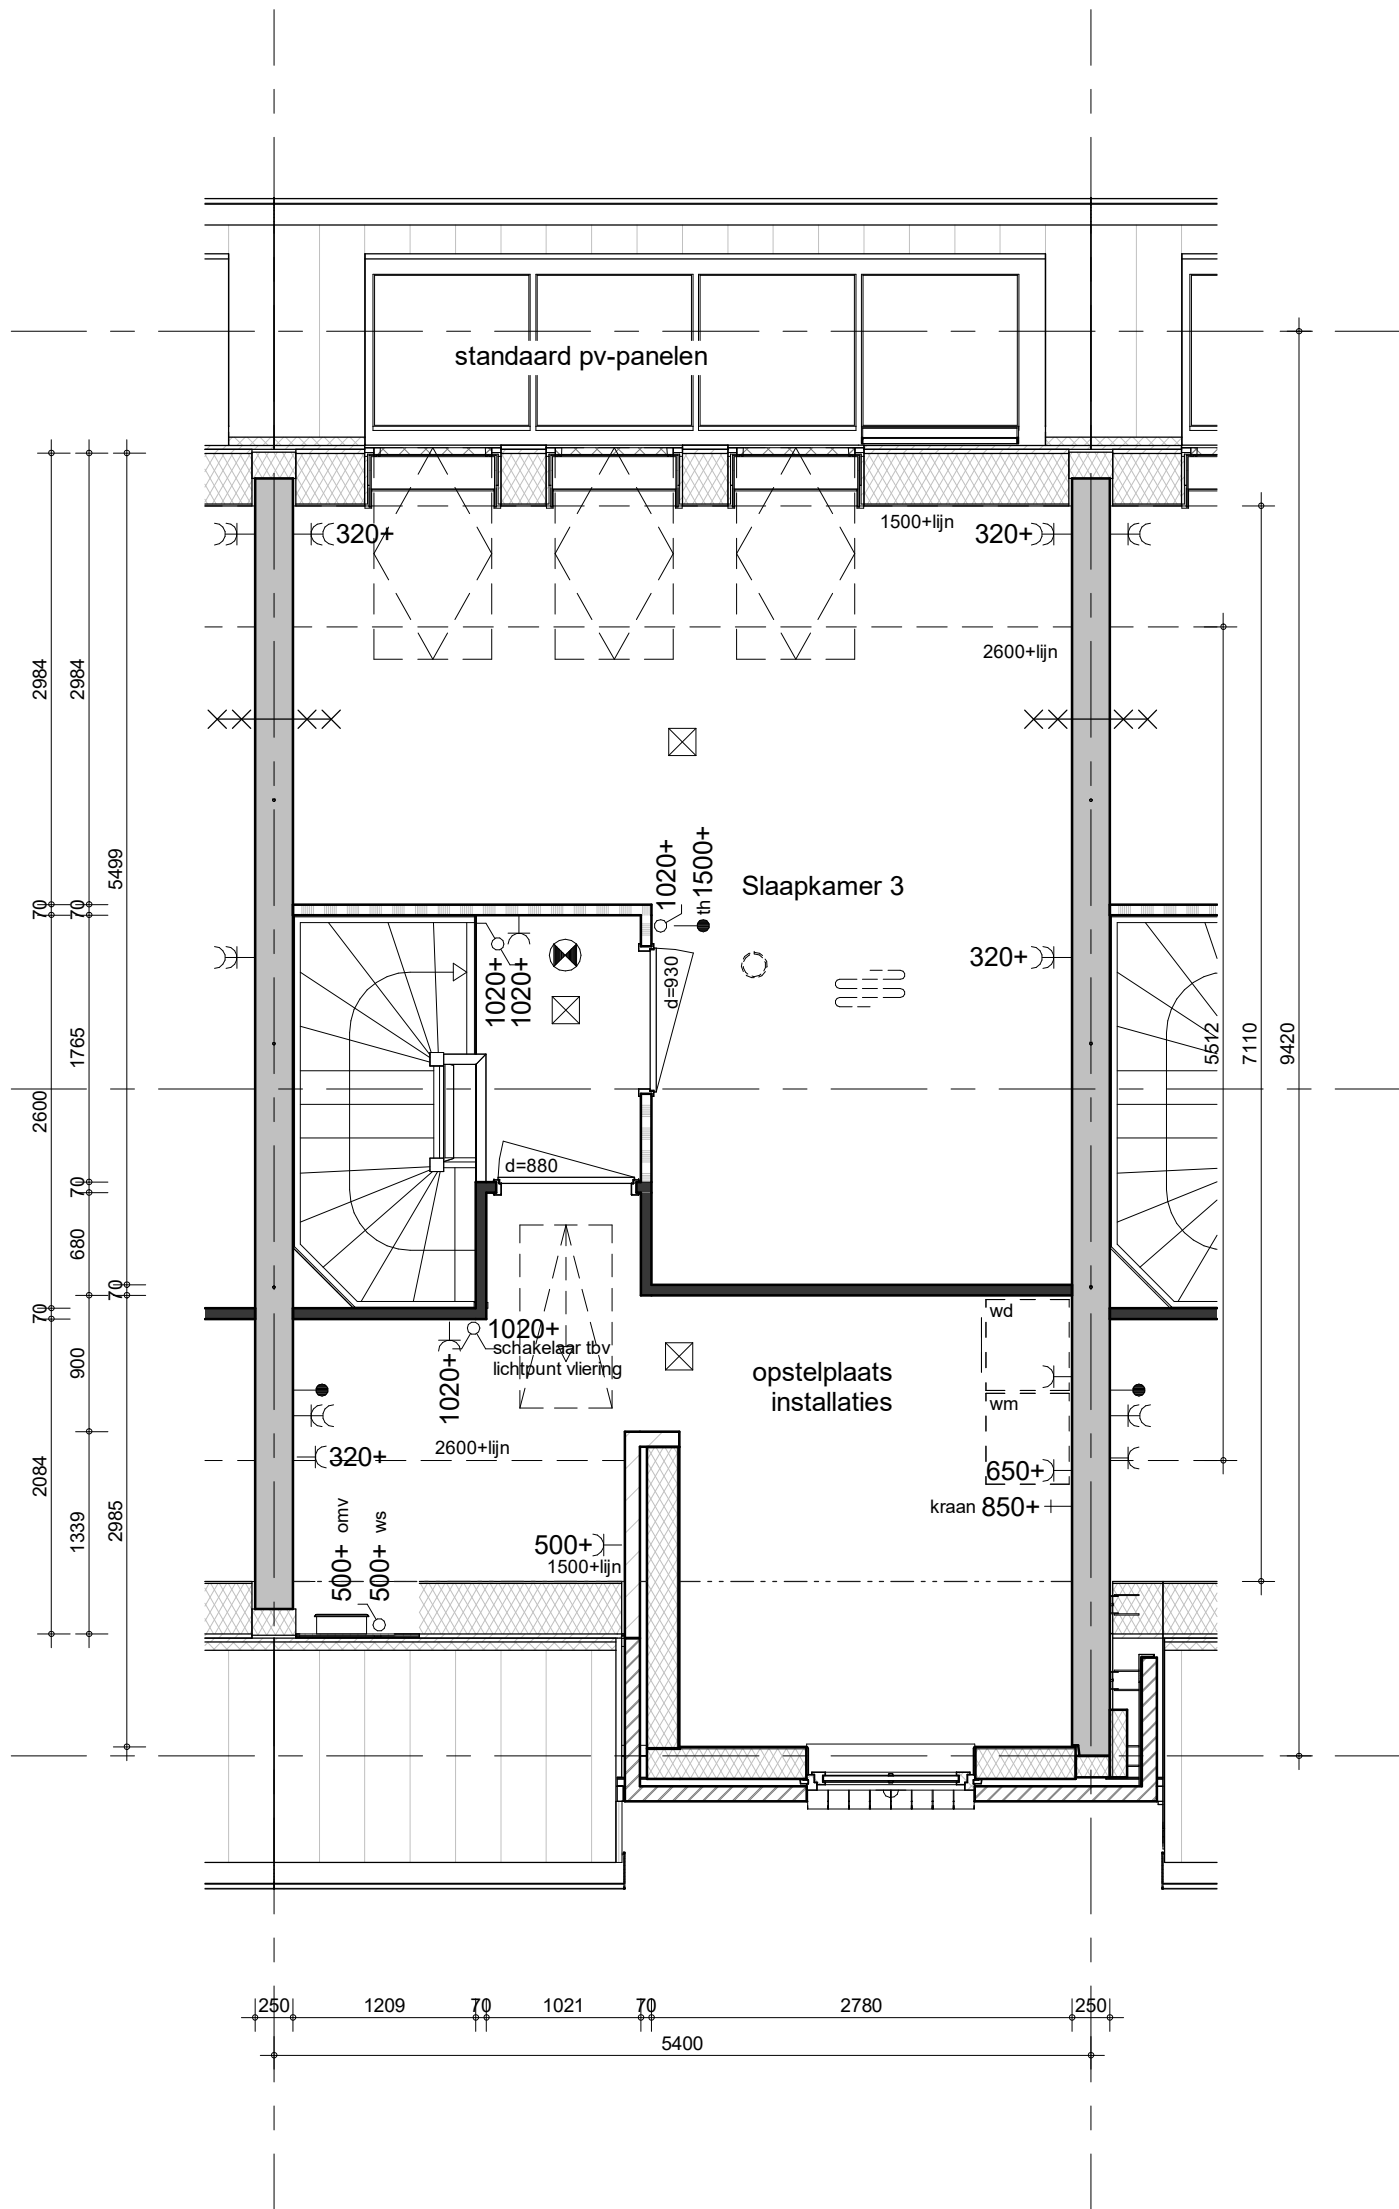 standaard pv-panelen
320+
1500+lijn
320+
2600+lijn
2984
2984
5499
1020+
th 1500+
Slaapkamer 3
70
70
1020+
1020+
d=930
320+
5512
7110
9420
1765
2600
d=880
70
680
70
70
wd
1020+
schakelaar tbv
lichtpunt vliering
1020+
900
opstelplaats
installaties
wm
2600+lijn
320+
650+
kraan 850+
2084
1339
2985
500+ omv
500+ ws
500+
1500+lijn
250
1209
70
1021
70
2780
250
5400